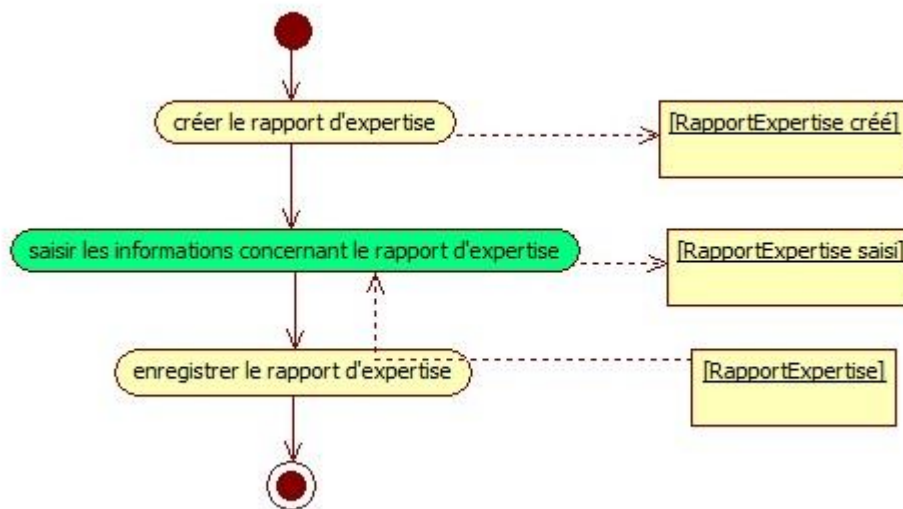 créer le rapport d'expertise
[RapportExpertise créé]
saisir les informations concernant le rapport d'expertise
[RapportExpertise saisi]
enregistrer le rapport d'expertise
[RapportExpertise]